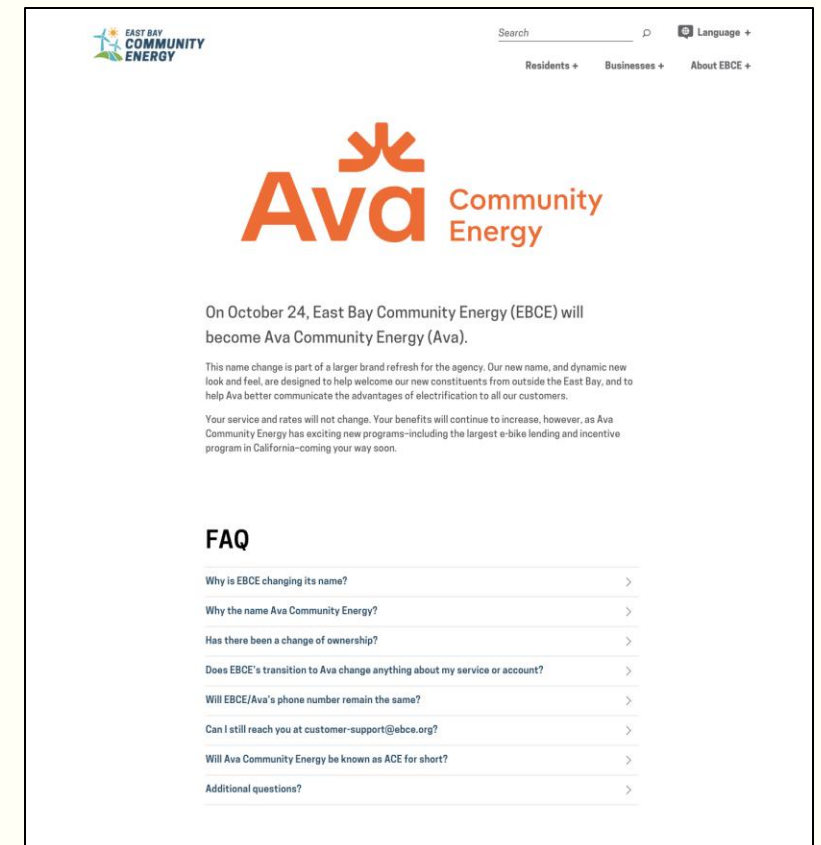 EAST BAY
COMMUNITY
ENERGY
Search
Language +
Residents +
Businesses +
About EBCE +
Ava
Community
Energy
On October 24, East Bay Community Energy (EBCE) will
become Ava Community Energy (Ava).
This name change is part of a larger brand refresh for the agency. Our new name, and dynamic new
look and feel, are designed to help welcome our new constituents from outside the East Bay, and to
help Ava better communicate the advantages of electrification to all our customers.
Your service and rates will not change. Your benefits will continue to increase, however, as Ava
Community Energy has exciting new programs–including the largest e-bike lending and incentive
program in California–coming your way soon.
FAQ
Why is EBCE changing its name?
Why the name Ava Community Energy?
Has there been a change of ownership?
Does EBCE's transition to Ava change anything about my service or account?
Will EBCE/Ava's phone number remain the same?
Can I still reach you at customer-support@ebce.org?
Will Ava Community Energy be known as ACE for short?
Additional questions?